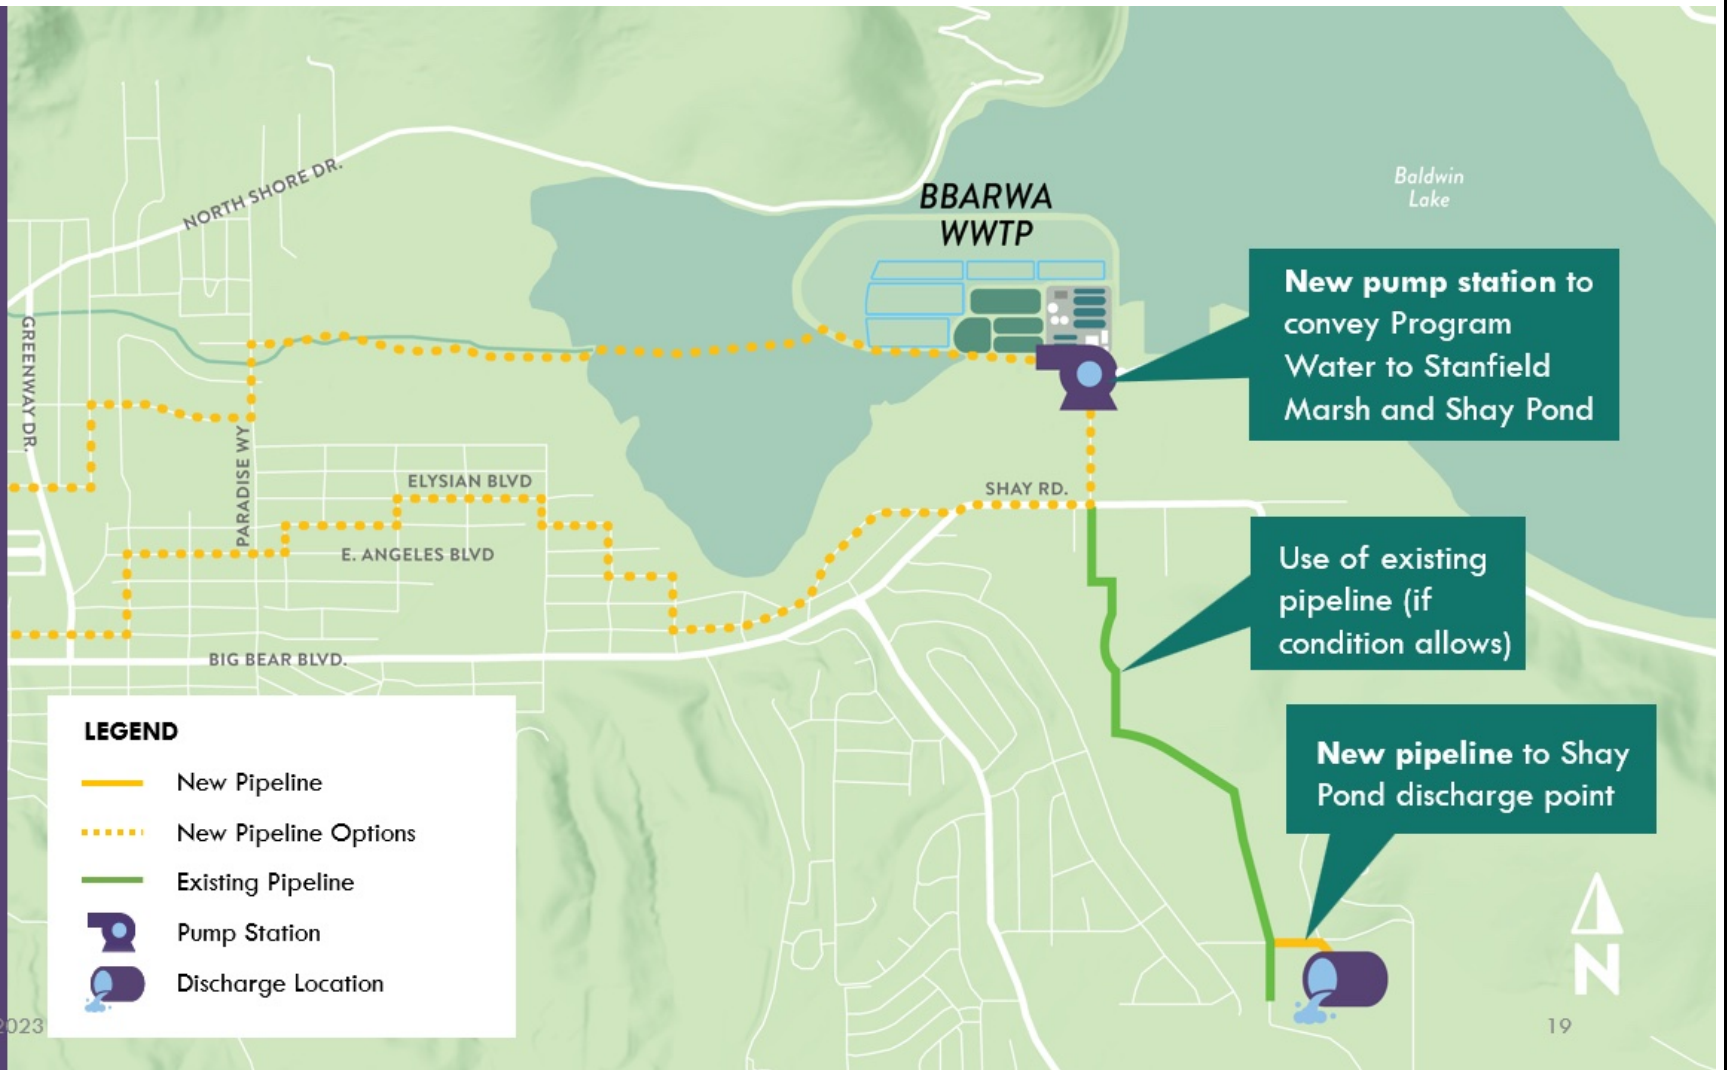 NORTH SHORE DR.
BBARWA
WWTP
Baldwin
Lake
New pump station to
convey Program
Water to Stanfield
Marsh and Shay Pond
GREENWAY DR.
PARADISE WY
ELYSIAN BLVD
SHAY RD.
E. ANGELES BLVD
Use of existing
pipeline (if
condition allows)
BIG BEAR BLVD.
New pipeline to Shay
Pond discharge point
LEGEND
New Pipeline
New Pipeline Options
Existing Pipeline
Pump Station
Discharge Location
N
2023
19